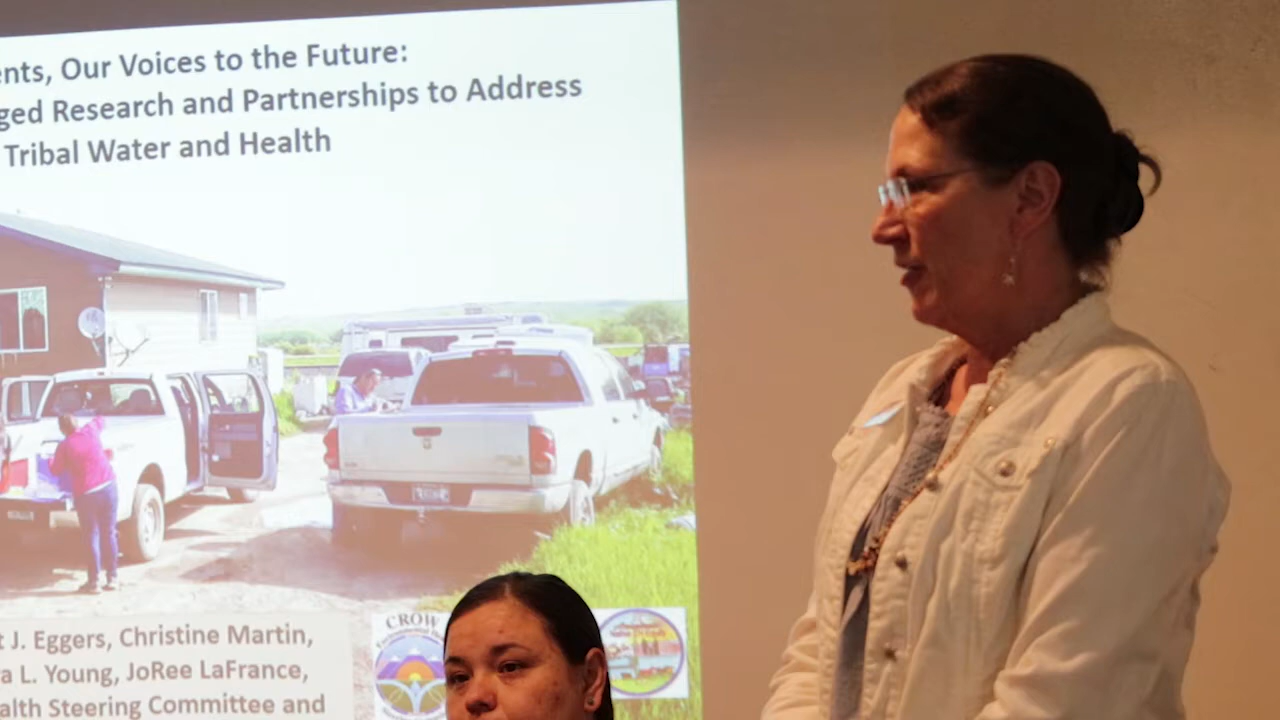 ents, Our Voices to the Future:
ged Research and Partnerships to Address
Tribal Water and Health
t J. Eggers, Christine Martin,
a L. Young, JoRee LaFrance,
alth Steering Committee and
CROW